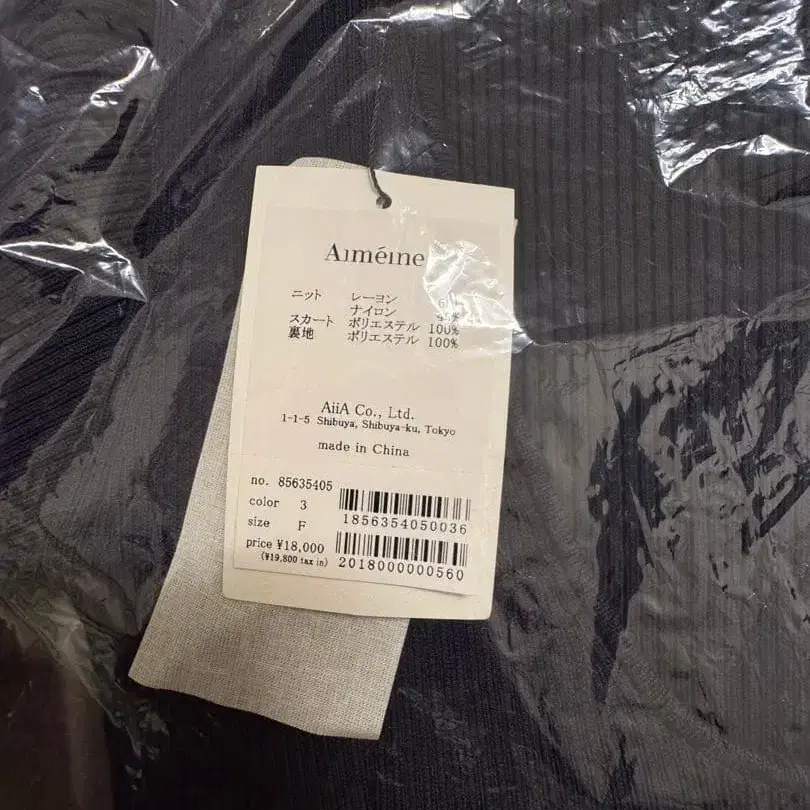 Aıméıne
ニット レーヨン
ナイロン
スカート ポリエステル 100%
裏地 ポリエステル 100%
AiiA Co., Ltd.
1-1-5 Shibuya, Shibuya-ku, Tokyo
made in China
no. 85635405
color 3
size F
1856354050036
price ¥18,000
(¥19,800 tax in)
2018000000560